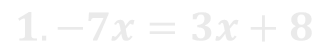 1. −7x = 3x + 8